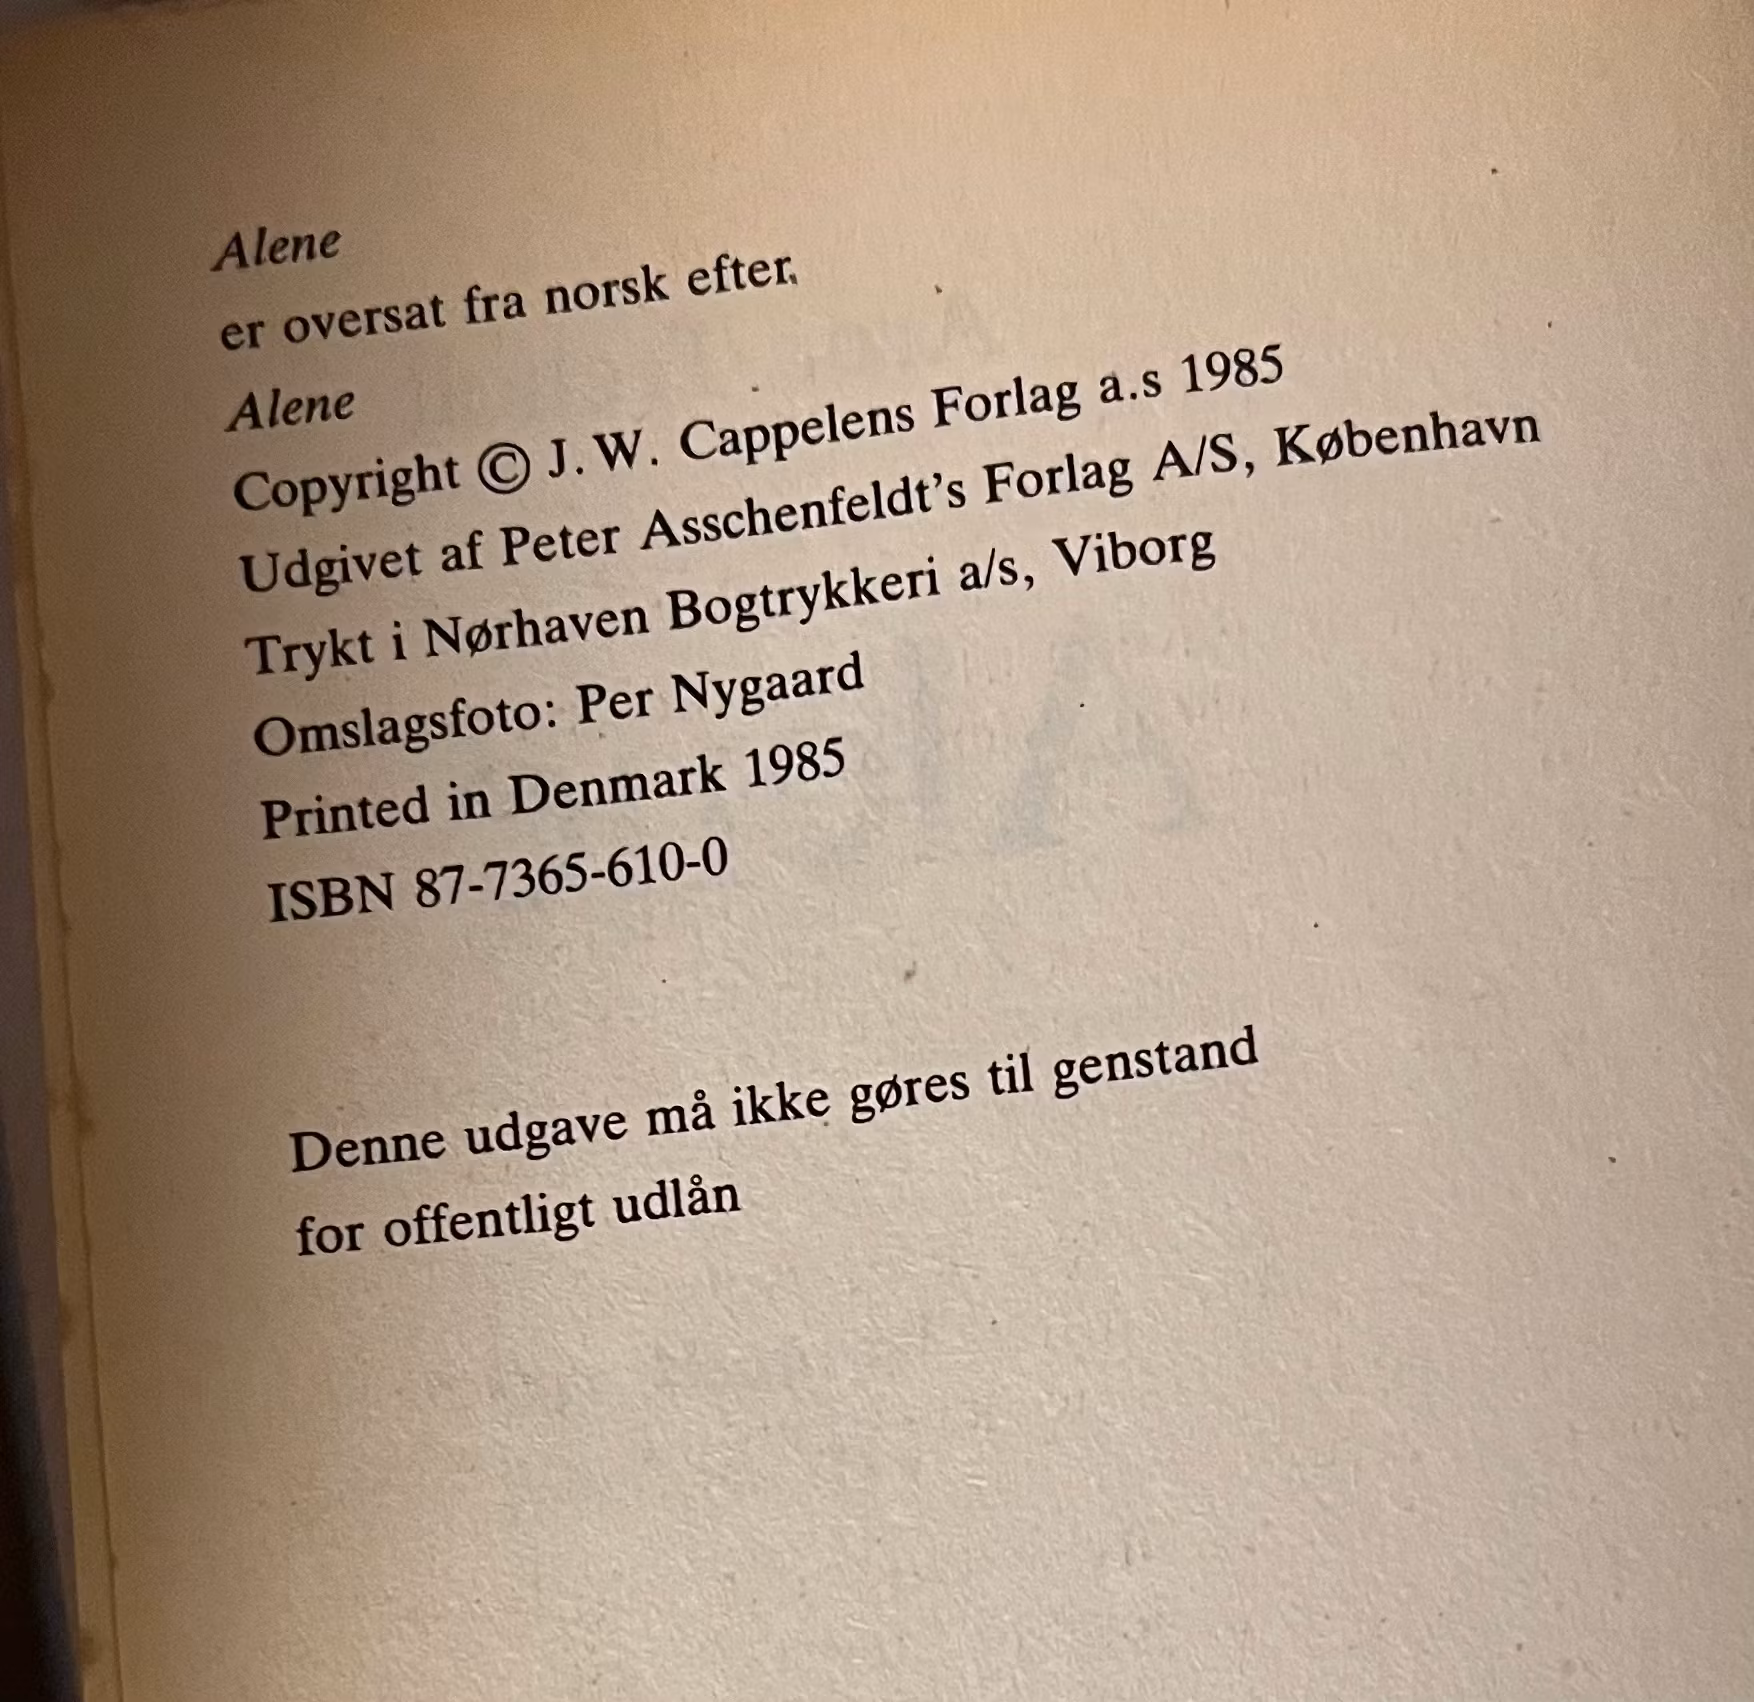 Alene
er oversat fra norsk efter
Alene
Copyright © J. W. Cappelens Forlag a.s 1985
Udgivet af Peter Asschenfeldt's Forlag A/S, København
Trykt i Nørhaven Bogtrykkeri a/s, Viborg
Omslagsfoto: Per Nygaard
Printed in Denmark 1985
ISBN 87-7365-610-0
Denne udgave må ikke gøres til genstand
for offentligt udlån